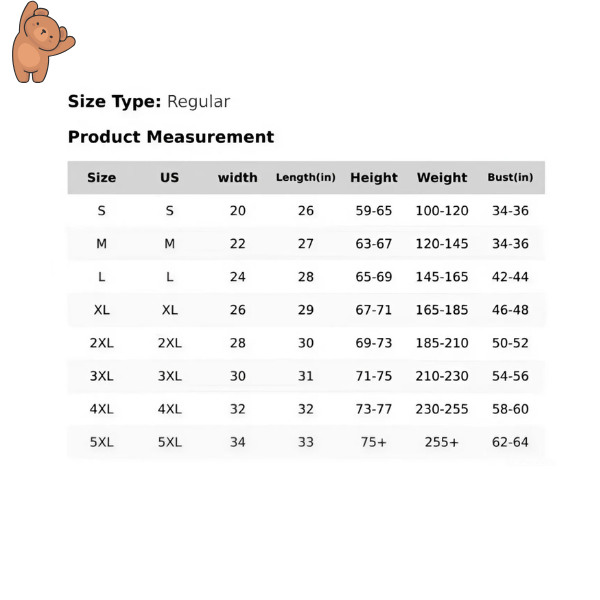 Size Type: Regular
Product Measurement
Size US width Length(in) Height Weight Bust(in)
S S 20 26 59-65 100-120 34-36
M M 22 27 63-67 120-145 34-36
L L 24 28 65-69 145-165 42-44
XL XL 26 29 67-71 165-185 46-48
2XL 2XL 28 30 69-73 185-210 50-52
3XL 3XL 30 31 71-75 210-230 54-56
4XL 4XL 32 32 73-77 230-255 58-60
5XL 5XL 34 33 75+ 255+ 62-64